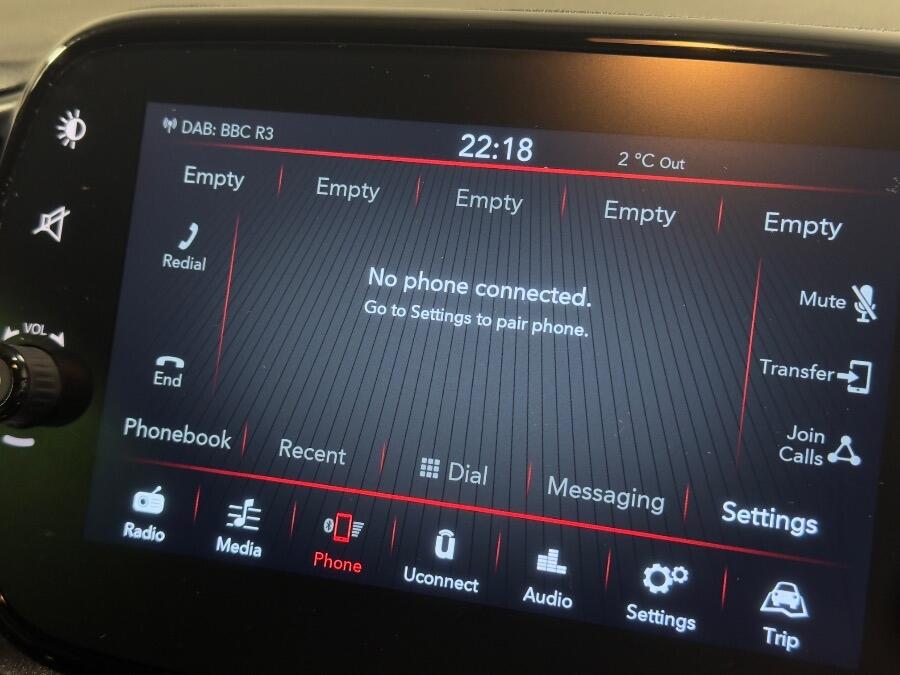 DAB: BBC R3
22:18
2 °C Out
Empty
Empty
Empty
Empty
Empty
Redial
No phone connected.
Go to Settings to pair phone.
Mute
VOL
End
Transfer
Join
Calls
Phonebook
Recent
Dial
Messaging
Settings
Radio
Media
Phone
Uconnect
Audio
Settings
Trip